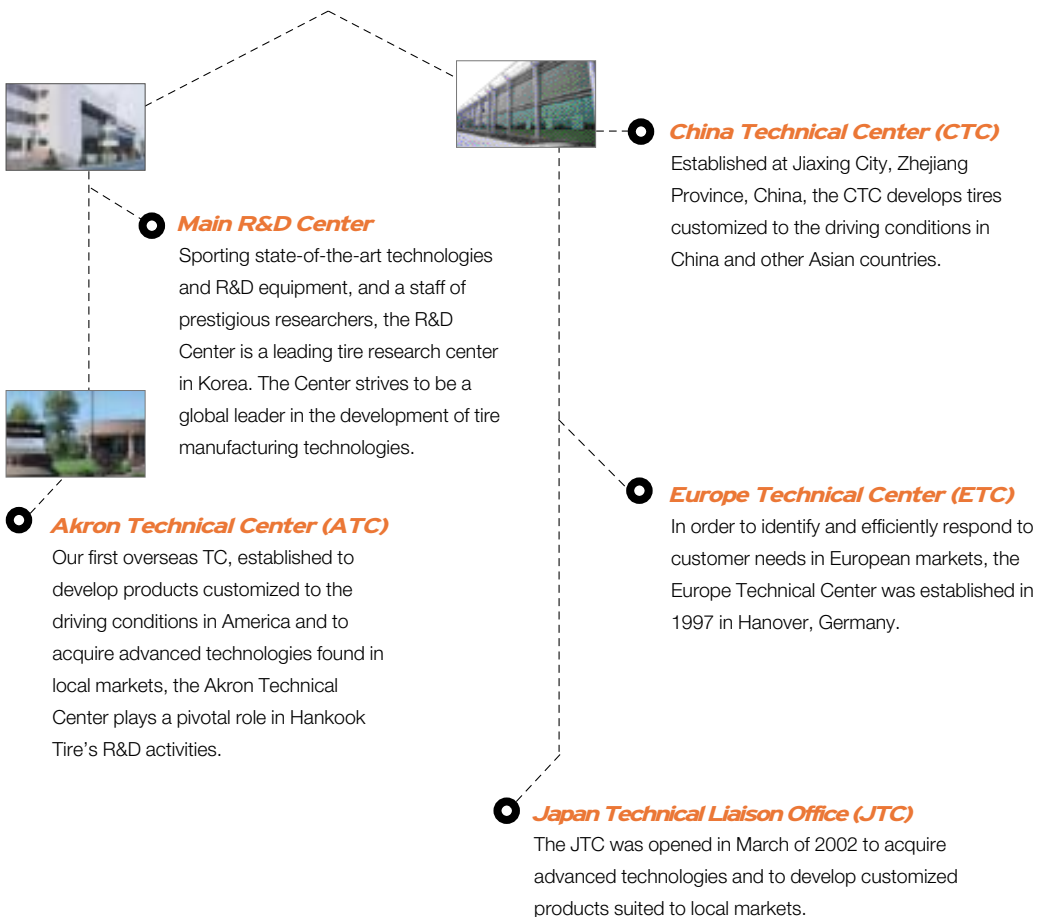 Main R&D Center
Sporting state-of-the-art technologies
and R&D equipment, and a staff of
prestigious researchers, the R&D
Center is a leading tire research center
in Korea. The Center strives to be a
global leader in the development of tire
manufacturing technologies.
Akron Technical Center (ATC)
Our first overseas TC, established to
develop products customized to the
driving conditions in America and to
acquire advanced technologies found in
local markets, the Akron Technical
Center plays a pivotal role in Hankook
Tire’s R&D activities.
China Technical Center (CTC)
Established at Jiaxing City, Zhejiang
Province, China, the CTC develops tires
customized to the driving conditions in
China and other Asian countries.
Europe Technical Center (ETC)
In order to identify and efficiently respond to
customer needs in European markets, the
Europe Technical Center was established in
1997 in Hanover, Germany.
Japan Technical Liaison Office (JTC)
The JTC was opened in March of 2002 to acquire
advanced technologies and to develop customized
products suited to local markets.